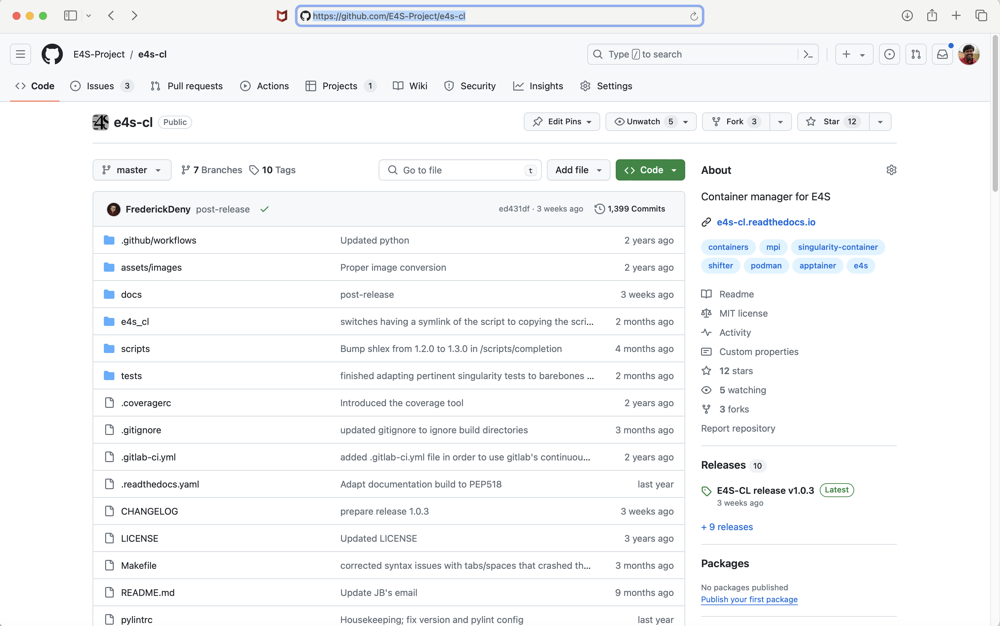 https://github.com/E4S-Project/e4s-cl
E4S-Project / e4s-cl
Type / to search
Code
Issues 3
Pull requests
Actions
Projects 1
Wiki
Security
Insights
Settings
e4s-cl Public
Edit Pins
Unwatch 5
Fork 3
Star 12
master
7 Branches
10 Tags
Go to file t
Add file
Code
FrederickDeny post-release ed431df · 3 weeks ago 1,399 Commits
.github/workflows Updated python 2 years ago
assets/images Proper image conversion 2 years ago
docs post-release 3 weeks ago
e4s_cl switches having a symlink of the script to copying the scri... 2 months ago
scripts Bump shlex from 1.2.0 to 1.3.0 in /scripts/completion 4 months ago
tests finished adapting pertinent singularity tests to barebones ... 2 months ago
.coveragerc Introduced the coverage tool 2 years ago
.gitignore updated gitignore to ignore build directories 3 months ago
.gitlab-ci.yml added .gitlab-ci.yml file in order to use gitlab's continuou... 2 years ago
.readthedocs.yaml Adapt documentation build to PEP518 last year
CHANGELOG prepare release 1.0.3 3 weeks ago
LICENSE Updated LICENSE 3 years ago
Makefile corrected syntax issues with tabs/spaces that crashed th... 3 months ago
README.md Update JB's email 9 months ago
pylintrc Housekeeping; fix version and pylint config last year
About
Container manager for E4S
e4s-cl.readthedocs.io
containers mpi singularity-container
shifter podman apptainer e4s
Readme
MIT license
Activity
Custom properties
12 stars
5 watching
3 forks
Report repository
Releases 10
E4S-CL release v1.0.3 Latest
3 weeks ago
+ 9 releases
Packages
No packages published
Publish your first package